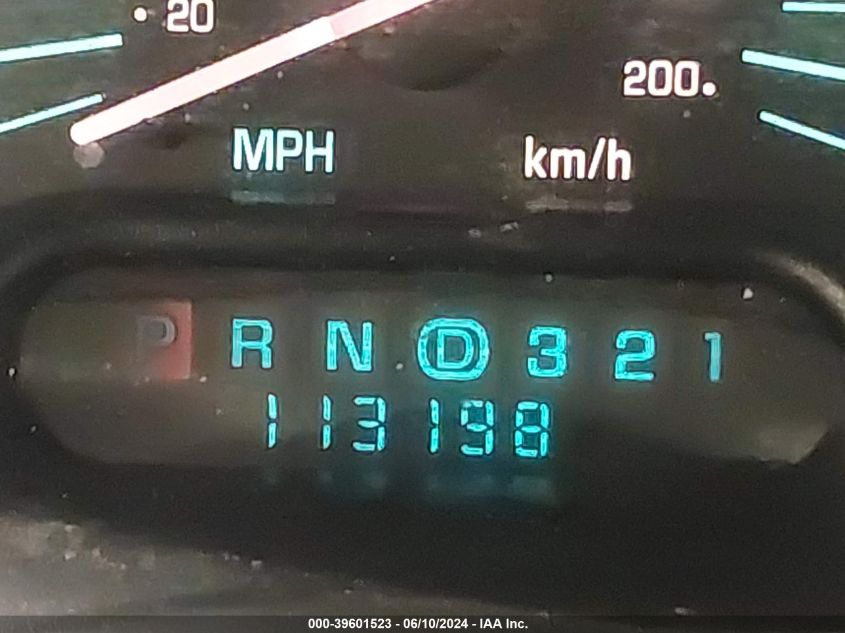 20
200
MPH km/h
P R N D 3 2 1
113198
000-39601523 - 06/10/2024 - IAA Inc.